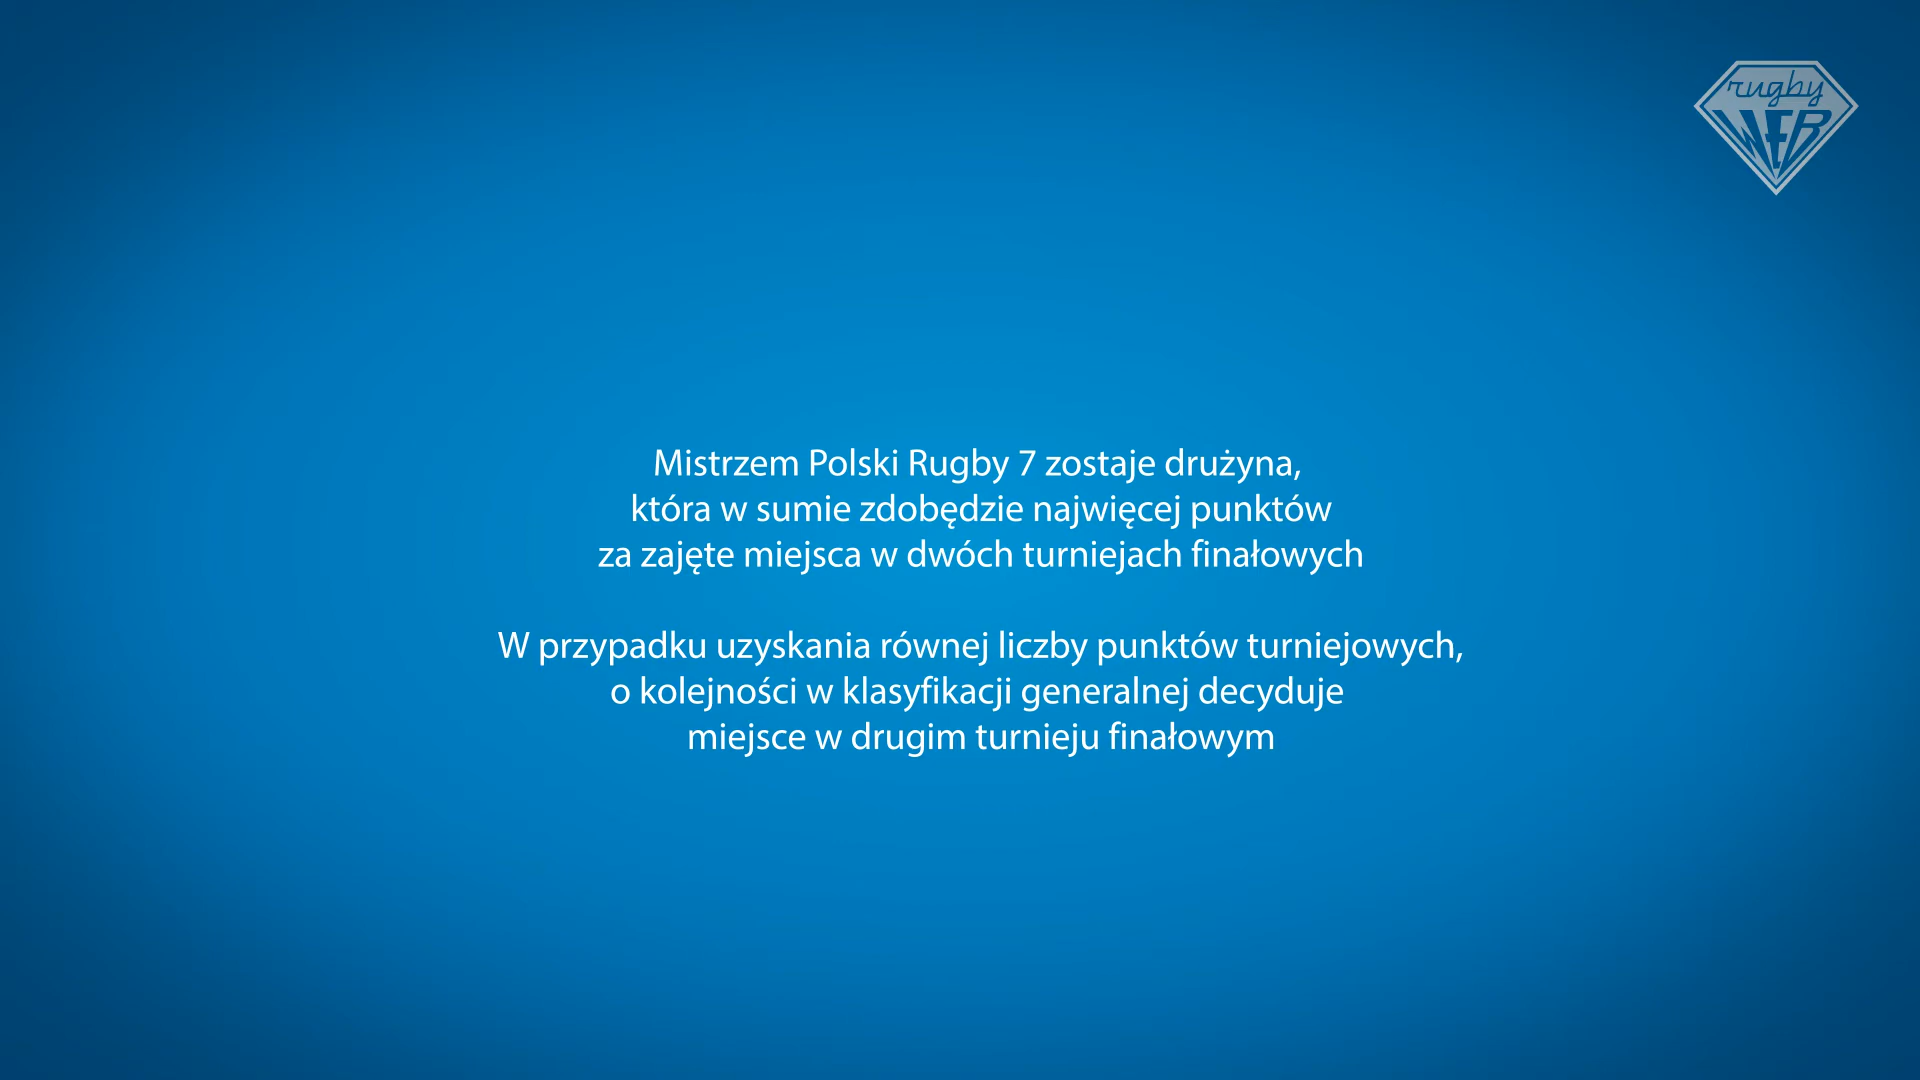 rugby
WER
Mistrzem Polski Rugby 7 zostaje drużyna,
która w sumie zdobędzie najwięcej punktów
za zajęte miejsca w dwóch turniejach finałowych
W przypadku uzyskania równej liczby punktów turniejowych,
o kolejności w klasyfikacji generalnej decyduje
miejsce w drugim turnieju finałowym